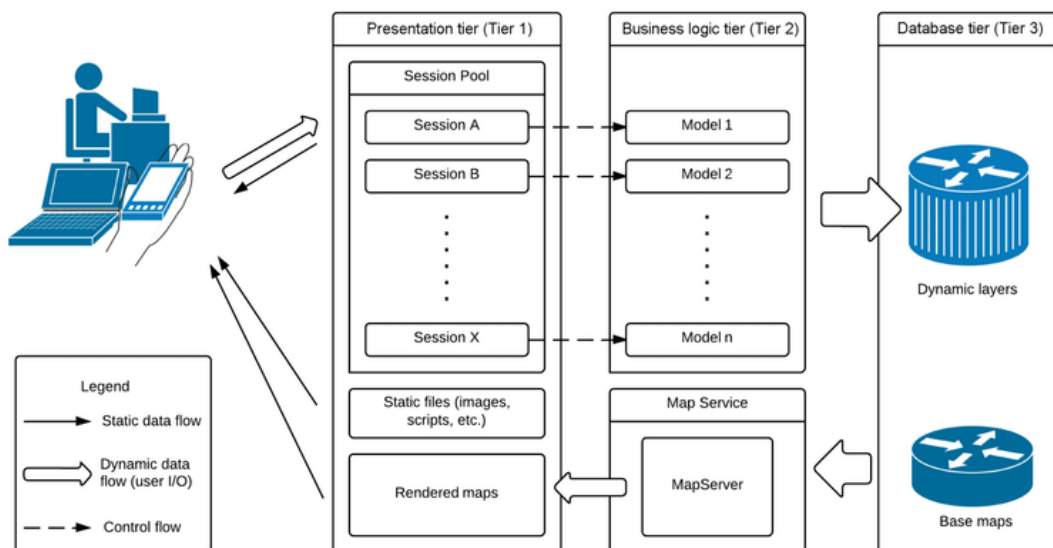 Presentation tier (Tier 1)
Business logic tier (Tier 2)
Database tier (Tier 3)
Session Pool
Session A
Model 1
Session B
Model 2
Dynamic layers
Session X
Model n
Legend
Static data flow
Dynamic data
flow (user I/O)
Control flow
Static files (images,
scripts, etc.)
Map Service
Rendered maps
MapServer
Base maps